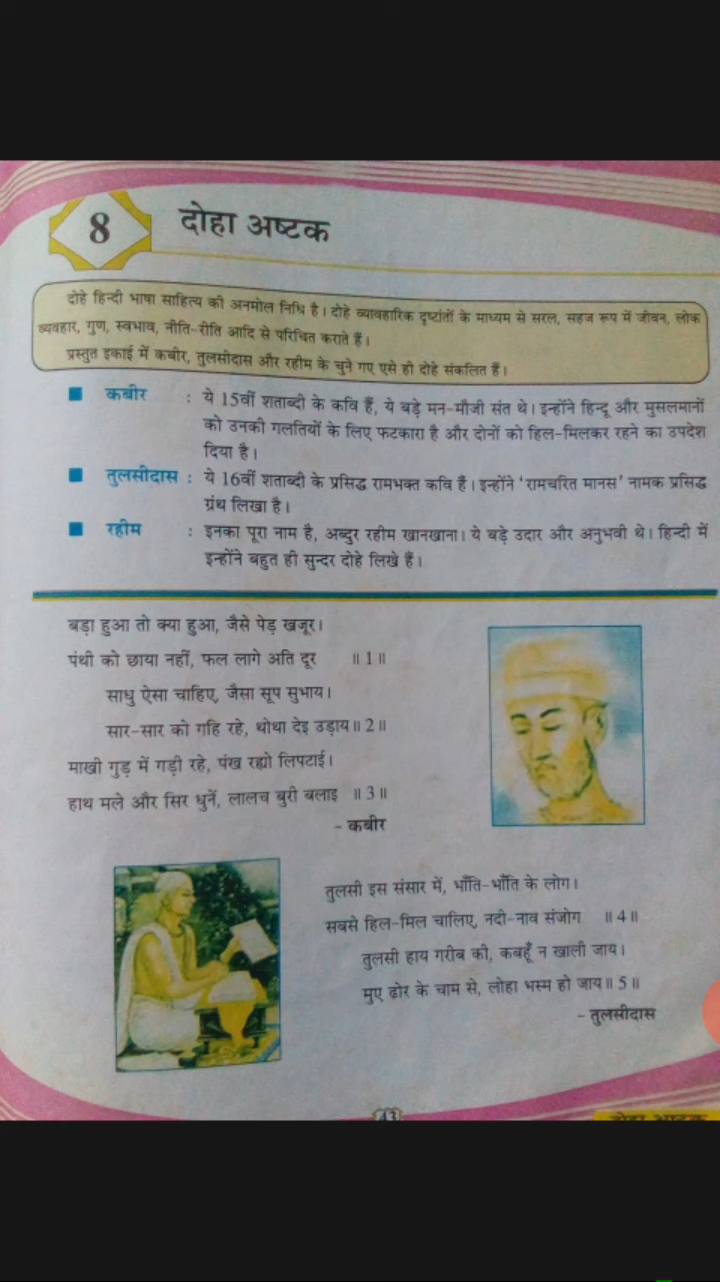 8
दोहा अष्टक
दोहे हिन्दी भाषा साहित्य की अनमोल निधि है। दोहे व्यावहारिक दृष्टांतों के माध्यम से सरल, सहज रूप में जीवन, लोक
व्यवहार, गुण, स्वभाव, नीति-रीति आदि से परिचित कराते हैं।
प्रस्तुत इकाई में कबीर, तुलसीदास और रहीम के चुने गए एसे ही दोहे संकलित हैं।
कबीर : ये 15वीं शताब्दी के कवि हैं, ये बड़े मन-मौजी संत थे। इन्होंने हिन्दू और मुसलमानों
को उनकी गलतियों के लिए फटकारा है और दोनों को हिल-मिलकर रहने का उपदेश
दिया है।
तुलसीदास : ये 16वीं शताब्दी के प्रसिद्ध रामभक्त कवि हैं। इन्होंने 'रामचरित मानस' नामक प्रसिद्ध
ग्रंथ लिखा है।
रहीम : इनका पूरा नाम है, अब्दुर रहीम खानखाना। ये बड़े उदार और अनुभवी थे। हिन्दी में
इन्होंने बहुत ही सुन्दर दोहे लिखे हैं।
बड़ा हुआ तो क्या हुआ, जैसे पेड़ खजूर।
पंथी को छाया नहीं, फल लागे अति दूर ॥ 1 ॥
साधु ऐसा चाहिए, जैसा सूप सुभाय।
सार-सार को गहि रहे, थोथा देइ उड़ाय॥ 2 ॥
माखी गुड़ में गड़ी रहे, पंख रह्यो लिपटाई।
हाथ मले और सिर धुनें, लालच बुरी बलाइ ॥ 3 ॥
- कबीर
तुलसी इस संसार में, भाँति-भाँति के लोग।
सबसे हिल-मिल चालिए, नदी-नाव संजोग ॥ 4 ॥
तुलसी हाय गरीब की, कबहूँ न खाली जाय।
मुए ढोर के चाम से, लोहा भस्म हो जाय॥ 5 ॥
- तुलसीदास
43
दोहा अष्टक